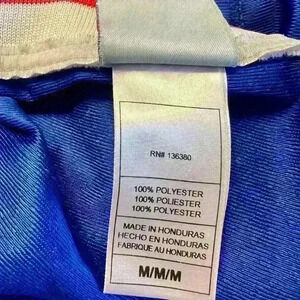 RN# 136380
100% POLYESTER
100% POLIESTER
100% POLYESTER
MADE IN HONDURAS
HECHO EN HONDURAS
FABRIQUE AU HONDURAS
M/M/M